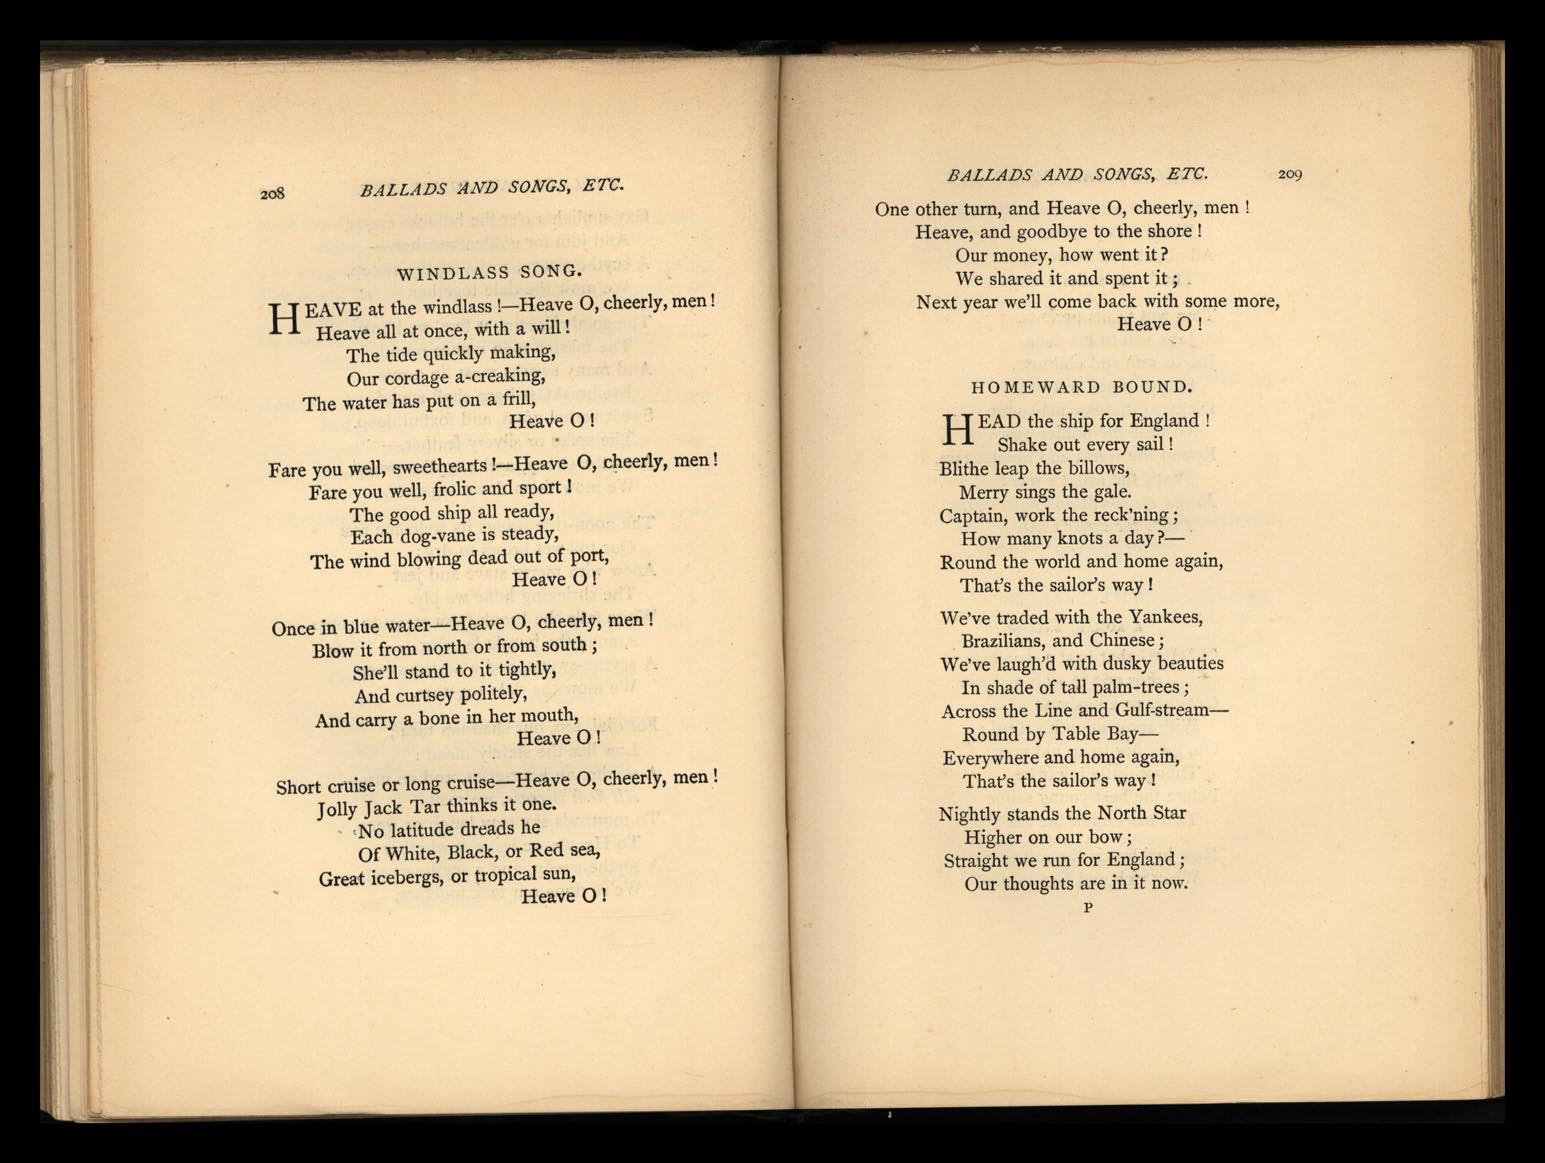 208 BALLADS AND SONGS, ETC.
WINDLASS SONG.
HEAVE at the windlass!—Heave O, cheerly, men!
Heave all at once, with a will!
The tide quickly making,
Our cordage a-creaking,
The water has put on a frill,
Heave O!
Fare you well, sweethearts!—Heave O, cheerly, men!
Fare you well, frolic and sport!
The good ship all ready,
Each dog-vane is steady,
The wind blowing dead out of port,
Heave O!
Once in blue water—Heave O, cheerly, men!
Blow it from north or from south;
She'll stand to it tightly,
And curtsey politely,
And carry a bone in her mouth,
Heave O!
Short cruise or long cruise—Heave O, cheerly, men!
Jolly Jack Tar thinks it one.
No latitude dreads he
Of White, Black, or Red sea,
Great icebergs, or tropical sun,
Heave O!
BALLADS AND SONGS, ETC. 209
One other turn, and Heave O, cheerly, men!
Heave, and goodbye to the shore!
Our money, how went it?
We shared it and spent it;
Next year we'll come back with some more,
Heave O!
HOMEWARD BOUND.
HEAD the ship for England!
Shake out every sail!
Blithe leap the billows,
Merry sings the gale.
Captain, work the reck'ning;
How many knots a day?—
Round the world and home again,
That's the sailor's way!
We've traded with the Yankees,
Brazilians, and Chinese;
We've laugh'd with dusky beauties
In shade of tall palm-trees;
Across the Line and Gulf-stream—
Round by Table Bay—
Everywhere and home again,
That's the sailor's way!
Nightly stands the North Star
Higher on our bow;
Straight we run for England;
Our thoughts are in it now.
P